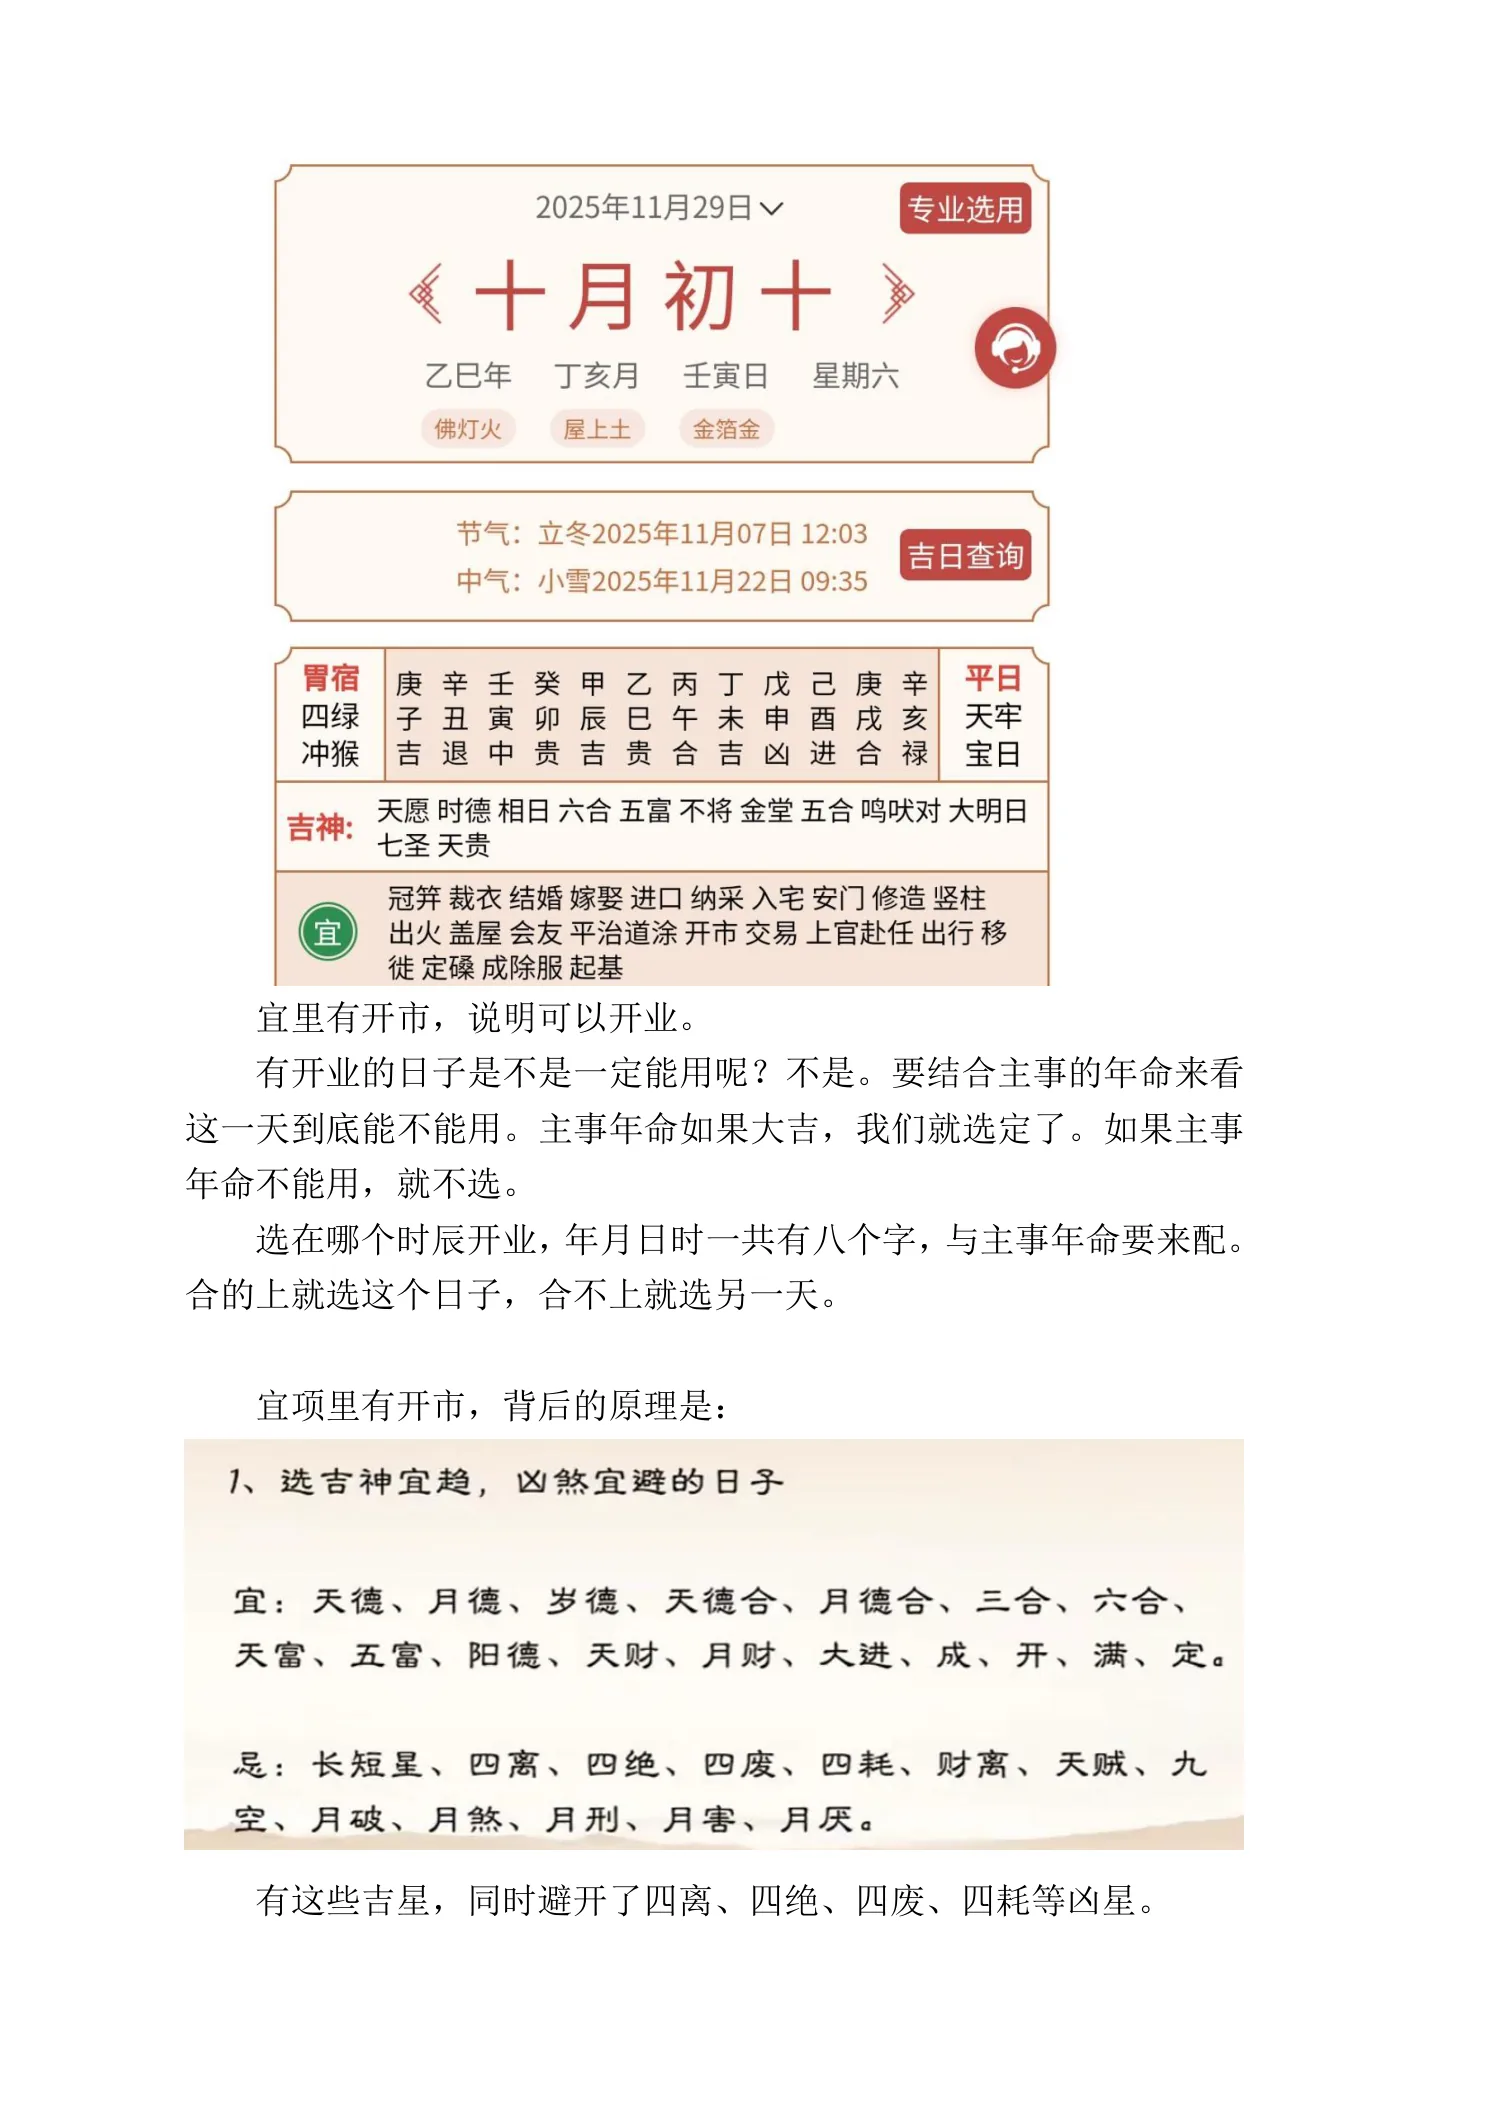 2025年11月29日
专业选用
十月初十
乙巳年 丁亥月 壬寅日 星期六
佛灯火 屋上土 金箔金
节气：立冬2025年11月07日 12:03
中气：小雪2025年11月22日 09:35
吉日查询
胃宿
四绿
冲猴
庚 辛 壬 癸 甲 乙 丙 丁 戊 己 庚 辛
子 丑 寅 卯 辰 巳 午 未 申 酉 戌 亥
吉 退 中 贵 吉 贵 合 吉 凶 进 合 禄
平日
天牢
宝日
吉神:
天愿 时德 相日 六合 五富 不将 金堂 五合 鸣吠对 大明日
七圣 天贵
宜
冠笄 裁衣 结婚 嫁娶 进口 纳采 入宅 安门 修造 竖柱
出火 盖屋 会友 平治道涂 开市 交易 上官赴任 出行 移
徙 定磉 成除服 起基
宜里有开市，说明可以开业。
有开业的日子是不是一定能用呢？不是。要结合主事的年命来看
这一天到底能不能用。主事年命如果大吉，我们就选定了。如果主事
年命不能用，就不选。
选在哪个时辰开业，年月日时一共有八个字，与主事年命要来配。
合的上就选这个日子，合不上就选另一天。
宜项里有开市，背后的原理是：
1、选吉神宜趋，凶煞宜避的日子
宜：天德、月德、岁德、天德合、月德合、三合、六合、
天富、五富、阳德、天财、月财、大进、成、开、满、定。
忌：长短星、四离、四绝、四废、四耗、财离、天贼、九
空、月破、月煞、月刑、月害、月厌。
有这些吉星，同时避开了四离、四绝、四废、四耗等凶星。